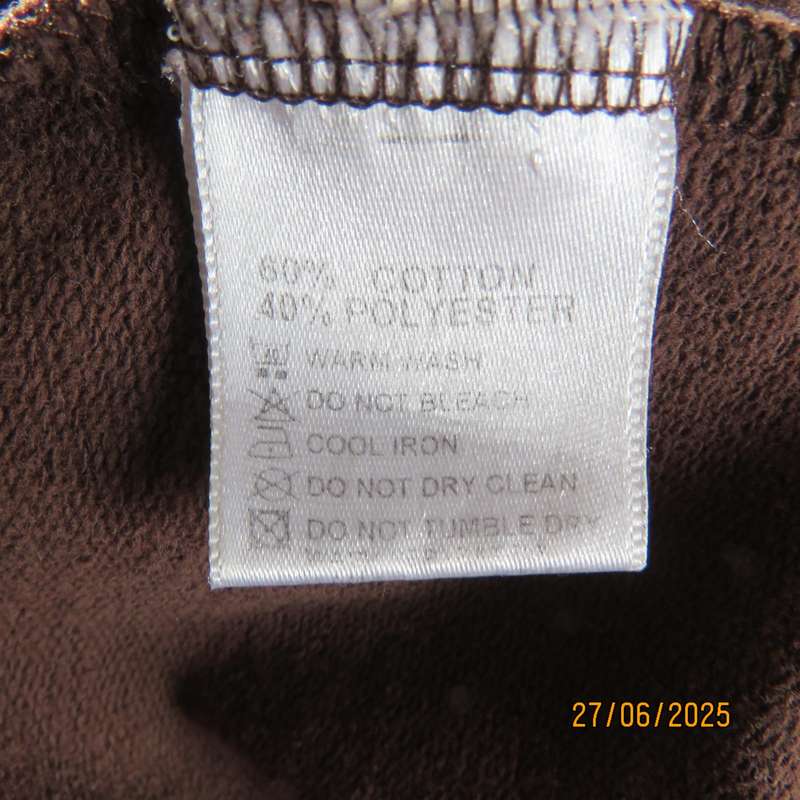 60% COTTON
40% POLYESTER
WARM WASH
DO NOT BLEACH
COOL IRON
DO NOT DRY CLEAN
DO NOT TUMBLE DRY
27/06/2025